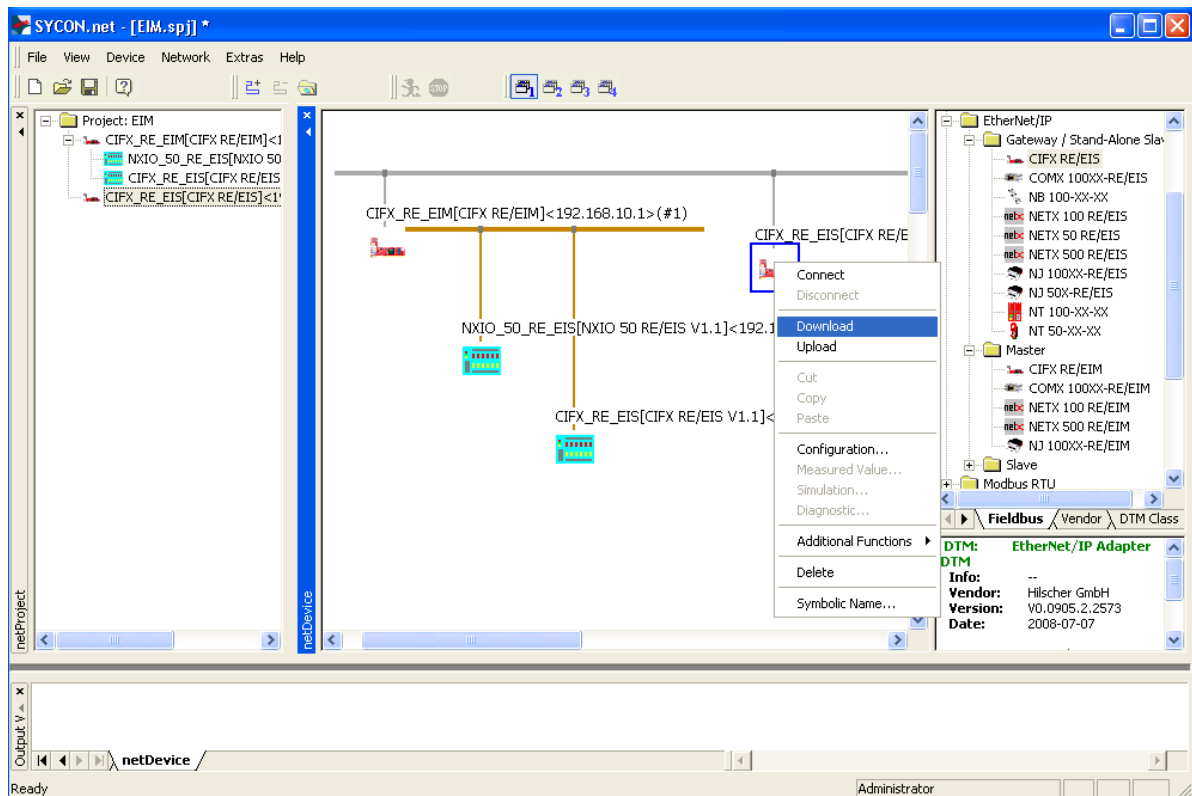 SYCON.net - [EIM.spj] *
File View Device Network Extras Help
Project: EIM
CIFX_RE_EIM[CIFX RE/EIM]<1
NXIO_50_RE_EIS[NXIO 50
CIFX_RE_EIS[CIFX RE/EIS
CIFX_RE_EIS[CIFX RE/EIS]<1
netProject
netDevice
CIFX_RE_EIM[CIFX RE/EIM]<192.168.10.1>(#1)
CIFX_RE_EIS[CIFX RE/E
NXIO_50_RE_EIS[NXIO 50 RE/EIS V1.1]<192.1
CIFX_RE_EIS[CIFX RE/EIS V1.1]<
Connect
Disconnect
Download
Upload
Cut
Copy
Paste
Configuration...
Measured Value...
Simulation...
Diagnostic...
Additional Functions
Delete
Symbolic Name...
EtherNet/IP
Gateway / Stand-Alone Slav
CIFX RE/EIS
COMX 100XX-RE/EIS
NB 100-XX-XX
NETX 100 RE/EIS
NETX 50 RE/EIS
NETX 500 RE/EIS
NJ 100XX-RE/EIS
NJ 50X-RE/EIS
NT 100-XX-XX
NT 50-XX-XX
Master
CIFX RE/EIM
COMX 100XX-RE/EIM
NETX 100 RE/EIM
NETX 500 RE/EIM
NJ 100XX-RE/EIM
Slave
Modbus RTU
Fieldbus Vendor DTM Class
DTM: EtherNet/IP Adapter
DTM
Info: --
Vendor: Hilscher GmbH
Version: V0.0905.2.2573
Date: 2008-07-07
Output V
netDevice
Ready
Administrator